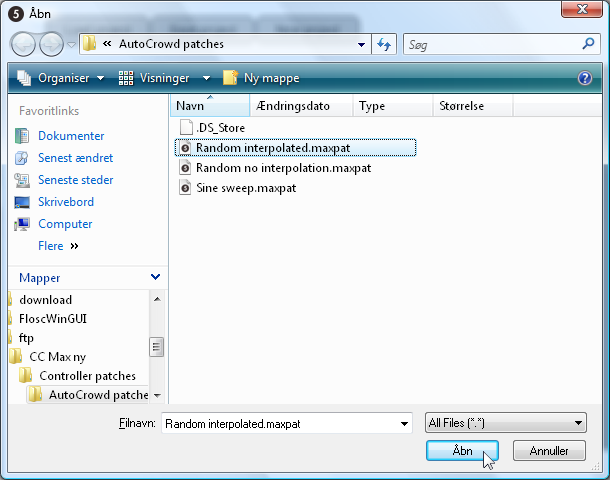 5 Åbn
« AutoCrowd patches
Søg
Organiser Visninger Ny mappe ?
Favoritlinks
Dokumenter
Senest ændret
Seneste steder
Skrivebord
Computer
Flere »
Mapper
download
FloscWinGUI
ftp
CC Max ny
Controller patches
AutoCrowd patche
Navn Ændringsdato Type Størrelse
.DS_Store
Random interpolated.maxpat
Random no interpolation.maxpat
Sine sweep.maxpat
Filnavn: Random interpolated.maxpat All Files (*.*)
Åbn Annuller